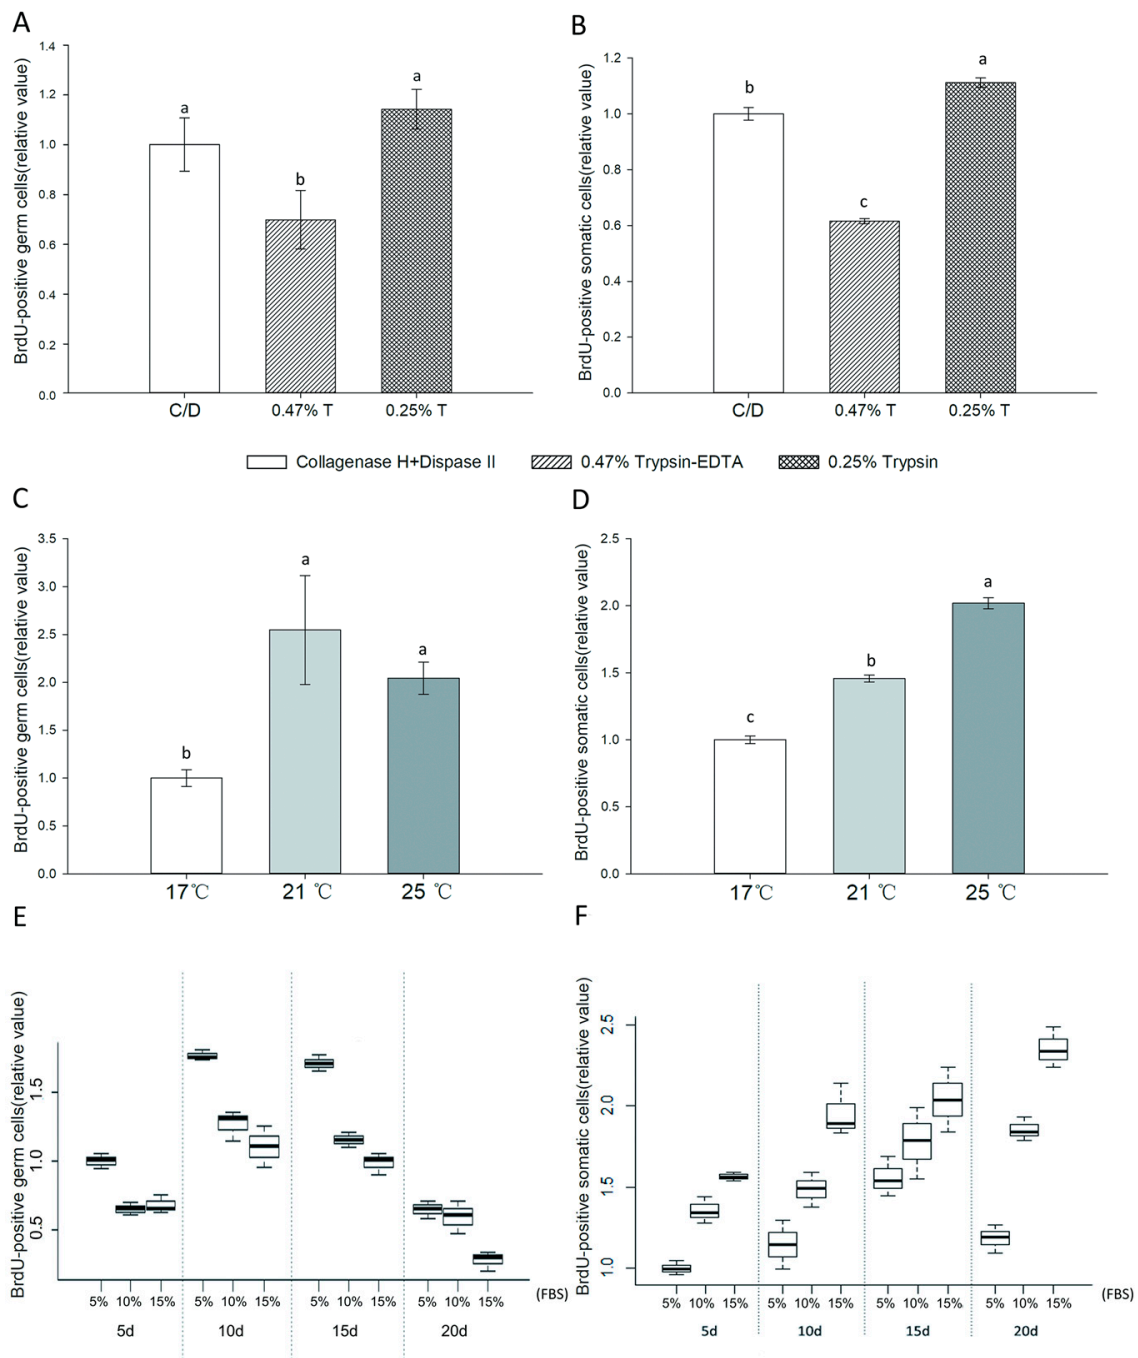 A
BrdU-positive germ cells(relative value)
1.4
1.2
1.0
0.8
0.6
0.4
0.2
0.0
a
b
a
C/D
0.47% T
0.25% T
B
BrdU-positive somatic cells(relative value)
1.2
1.0
0.8
0.6
0.4
0.2
0.0
b
c
a
C/D
0.47% T
0.25% T
Collagenase H+Dispase II
0.47% Trypsin-EDTA
0.25% Trypsin
C
BrdU-positive germ cells(relative value)
3.5
3.0
2.5
2.0
1.5
1.0
0.5
0.0
b
a
a
17℃
21 ℃
25 ℃
D
BrdU-positive somatic cells(relative value)
2.5
2.0
1.5
1.0
0.5
0.0
c
b
a
17℃
21 ℃
25 ℃
E
BrdU-positive germ cells(relative value)
1.5
1.0
0.5
5% 10% 15% 5% 10% 15% 5% 10% 15% 5% 10% 15% (FBS)
5d 10d 15d 20d
F
BrdU-positive somatic cells(relative value)
2.5
2.0
1.5
1.0
5% 10% 15% 5% 10% 15% 5% 10% 15% 5% 10% 15% (FBS)
5d 10d 15d 20d